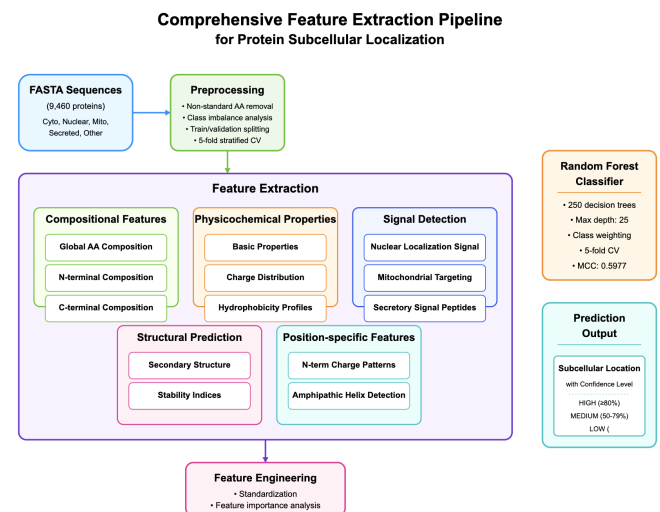 Comprehensive Feature Extraction Pipeline
for Protein Subcellular Localization
FASTA Sequences
(9,460 proteins)
Cyto, Nuclear, Mito,
Secreted, Other
Preprocessing
• Non-standard AA removal
• Class imbalance analysis
• Train/validation splitting
• 5-fold stratified CV
Feature Extraction
Compositional Features
Global AA Composition
N-terminal Composition
C-terminal Composition
Physicochemical Properties
Basic Properties
Charge Distribution
Hydrophobicity Profiles
Signal Detection
Nuclear Localization Signal
Mitochondrial Targeting
Secretory Signal Peptides
Structural Prediction
Secondary Structure
Stability Indices
Position-specific Features
N-term Charge Patterns
Amphipathic Helix Detection
Feature Engineering
• Standardization
• Feature importance analysis
Random Forest
Classifier
• 250 decision trees
• Max depth: 25
• Class weighting
• 5-fold CV
• MCC: 0.5977
Prediction
Output
Subcellular Location
with Confidence Level
HIGH (≥80%)
MEDIUM (50-79%)
LOW (